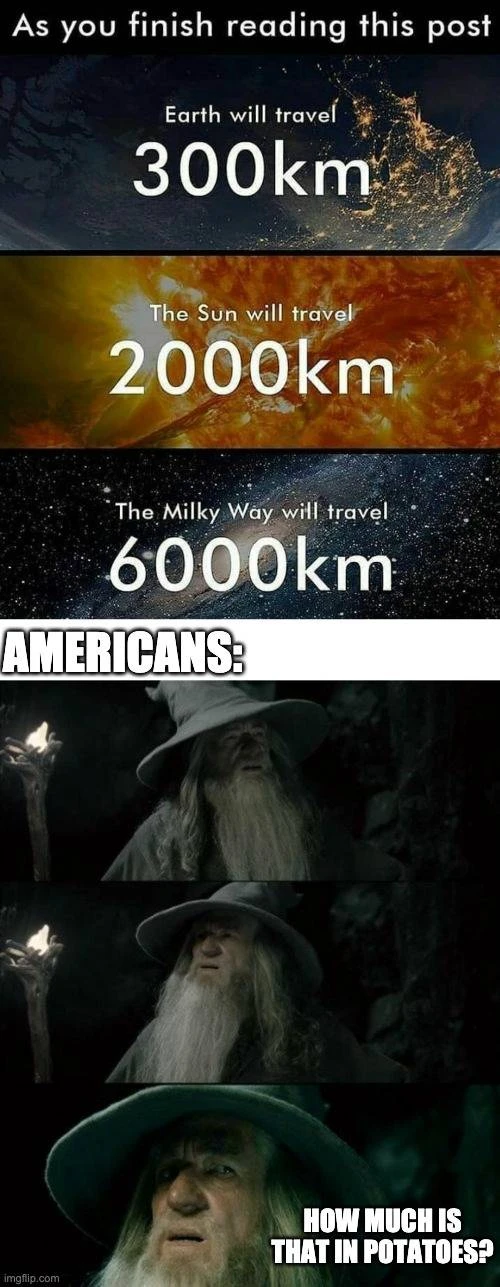 As you finish reading this post
Earth will travel
300km
The Sun will travel
2000km
The Milky Way will travel
6000km
AMERICANS:
HOW MUCH IS
THAT IN POTATOES?
imgflip.com